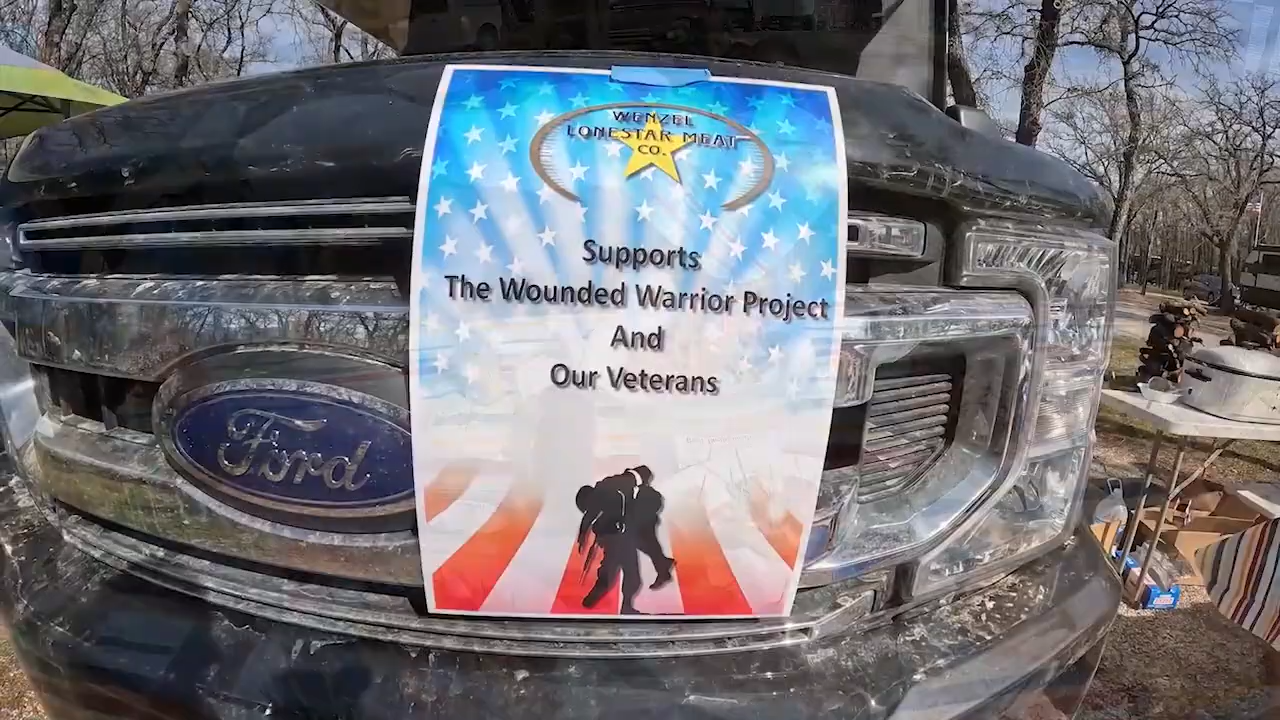 WENZEL
LONESTAR MEAT
CO.
Supports
The Wounded Warrior Project
And
Our Veterans
Ford